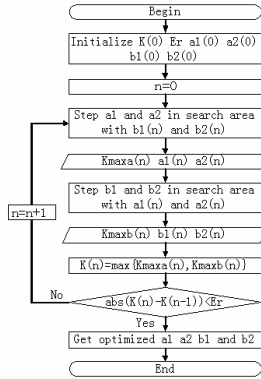 Begin
Initialize K(0) Er a1(0) a2(0)
b1(0) b2(0)
n=0
Step a1 and a2 in search area
with b1(n) and b2(n)
Kmaxa(n) a1(n) a2(n)
Step b1 and b2 in search area
with a1(n) and a2(n)
n=n+1
Kmaxb(n) b1(n) b2(n)
K(n)=max{Kmaxa(n),Kmaxb(n)}
No
abs(K(n)-K(n-1))<Er
Yes
Get optimized a1 a2 b1 and b2
End